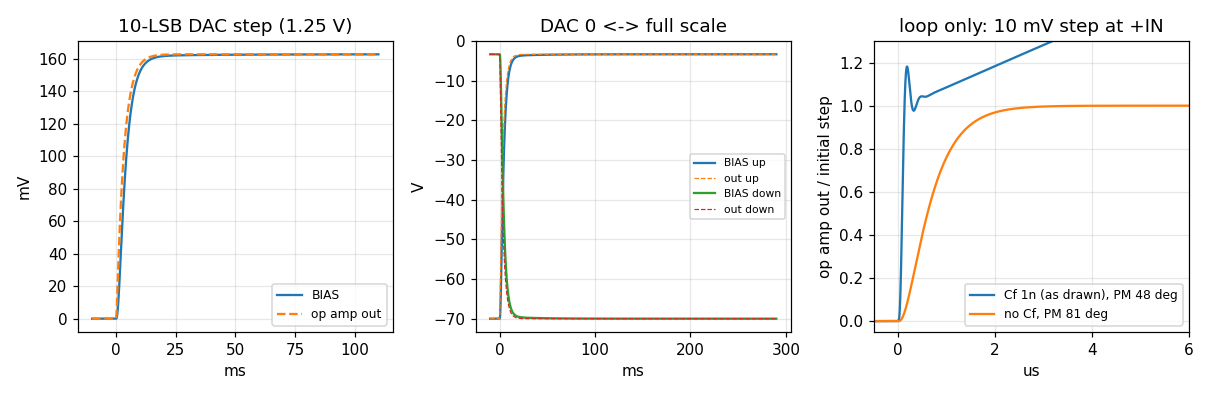 10-LSB DAC step (1.25 V)
160
140
120
100
80
60
40
20
0
mV
0
25
50
75
100
ms
BIAS
op amp out
DAC 0 <-> full scale
0
−10
−20
−30
−40
−50
−60
−70
V
0
100
200
300
ms
BIAS up
out up
BIAS down
out down
loop only: 10 mV step at +IN
1.2
1.0
0.8
0.6
0.4
0.2
0.0
op amp out / initial step
0
2
4
6
us
Cf 1n (as drawn), PM 48 deg
no Cf, PM 81 deg